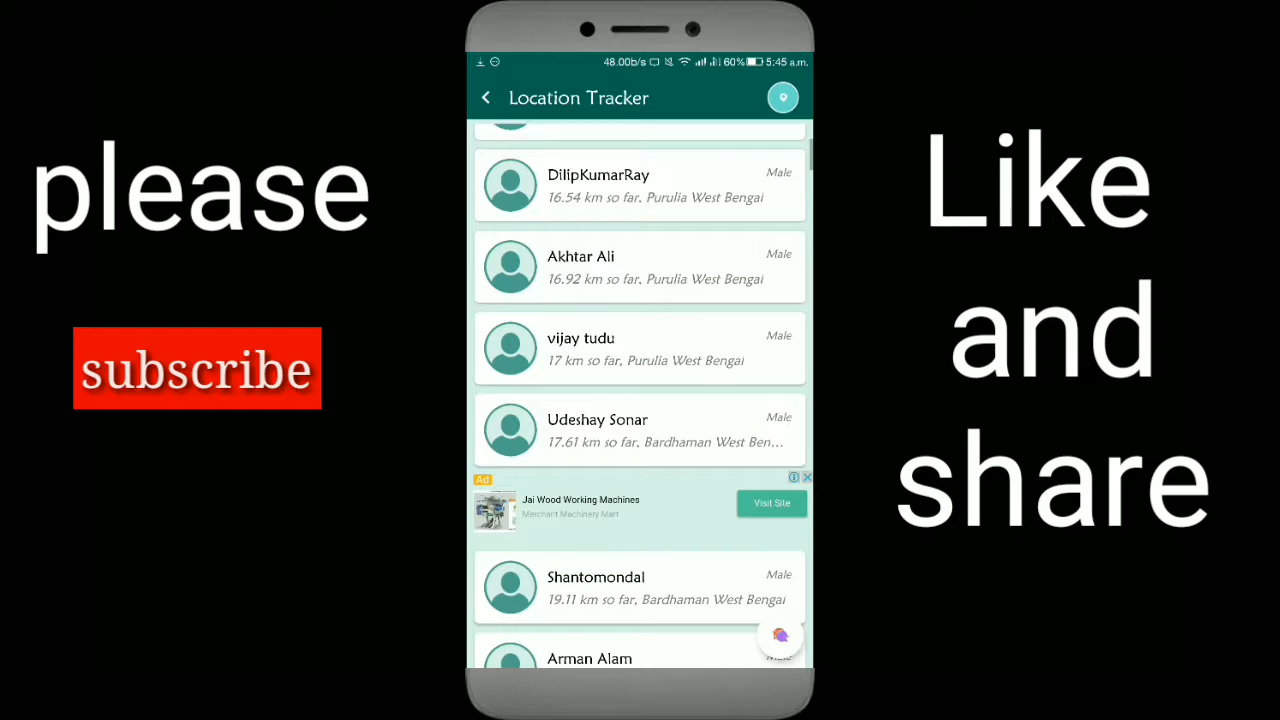 please
subscribe
48.00b/s 60% 5:45 a.m.
Location Tracker
DilipKumarRay Male
16.54 km so far, Purulia West Bengal
Akhtar Ali Male
16.92 km so far, Purulia West Bengal
vijay tudu Male
17 km so far, Purulia West Bengal
Udeshay Sonar Male
17.61 km so far, Bardhaman West Ben...
Ad
Jai Wood Working Machines
Merchant Machinery Mart
Visit Site
Shantomondal Male
19.11 km so far, Bardhaman West Bengal
Arman Alam Male
Like
and
share